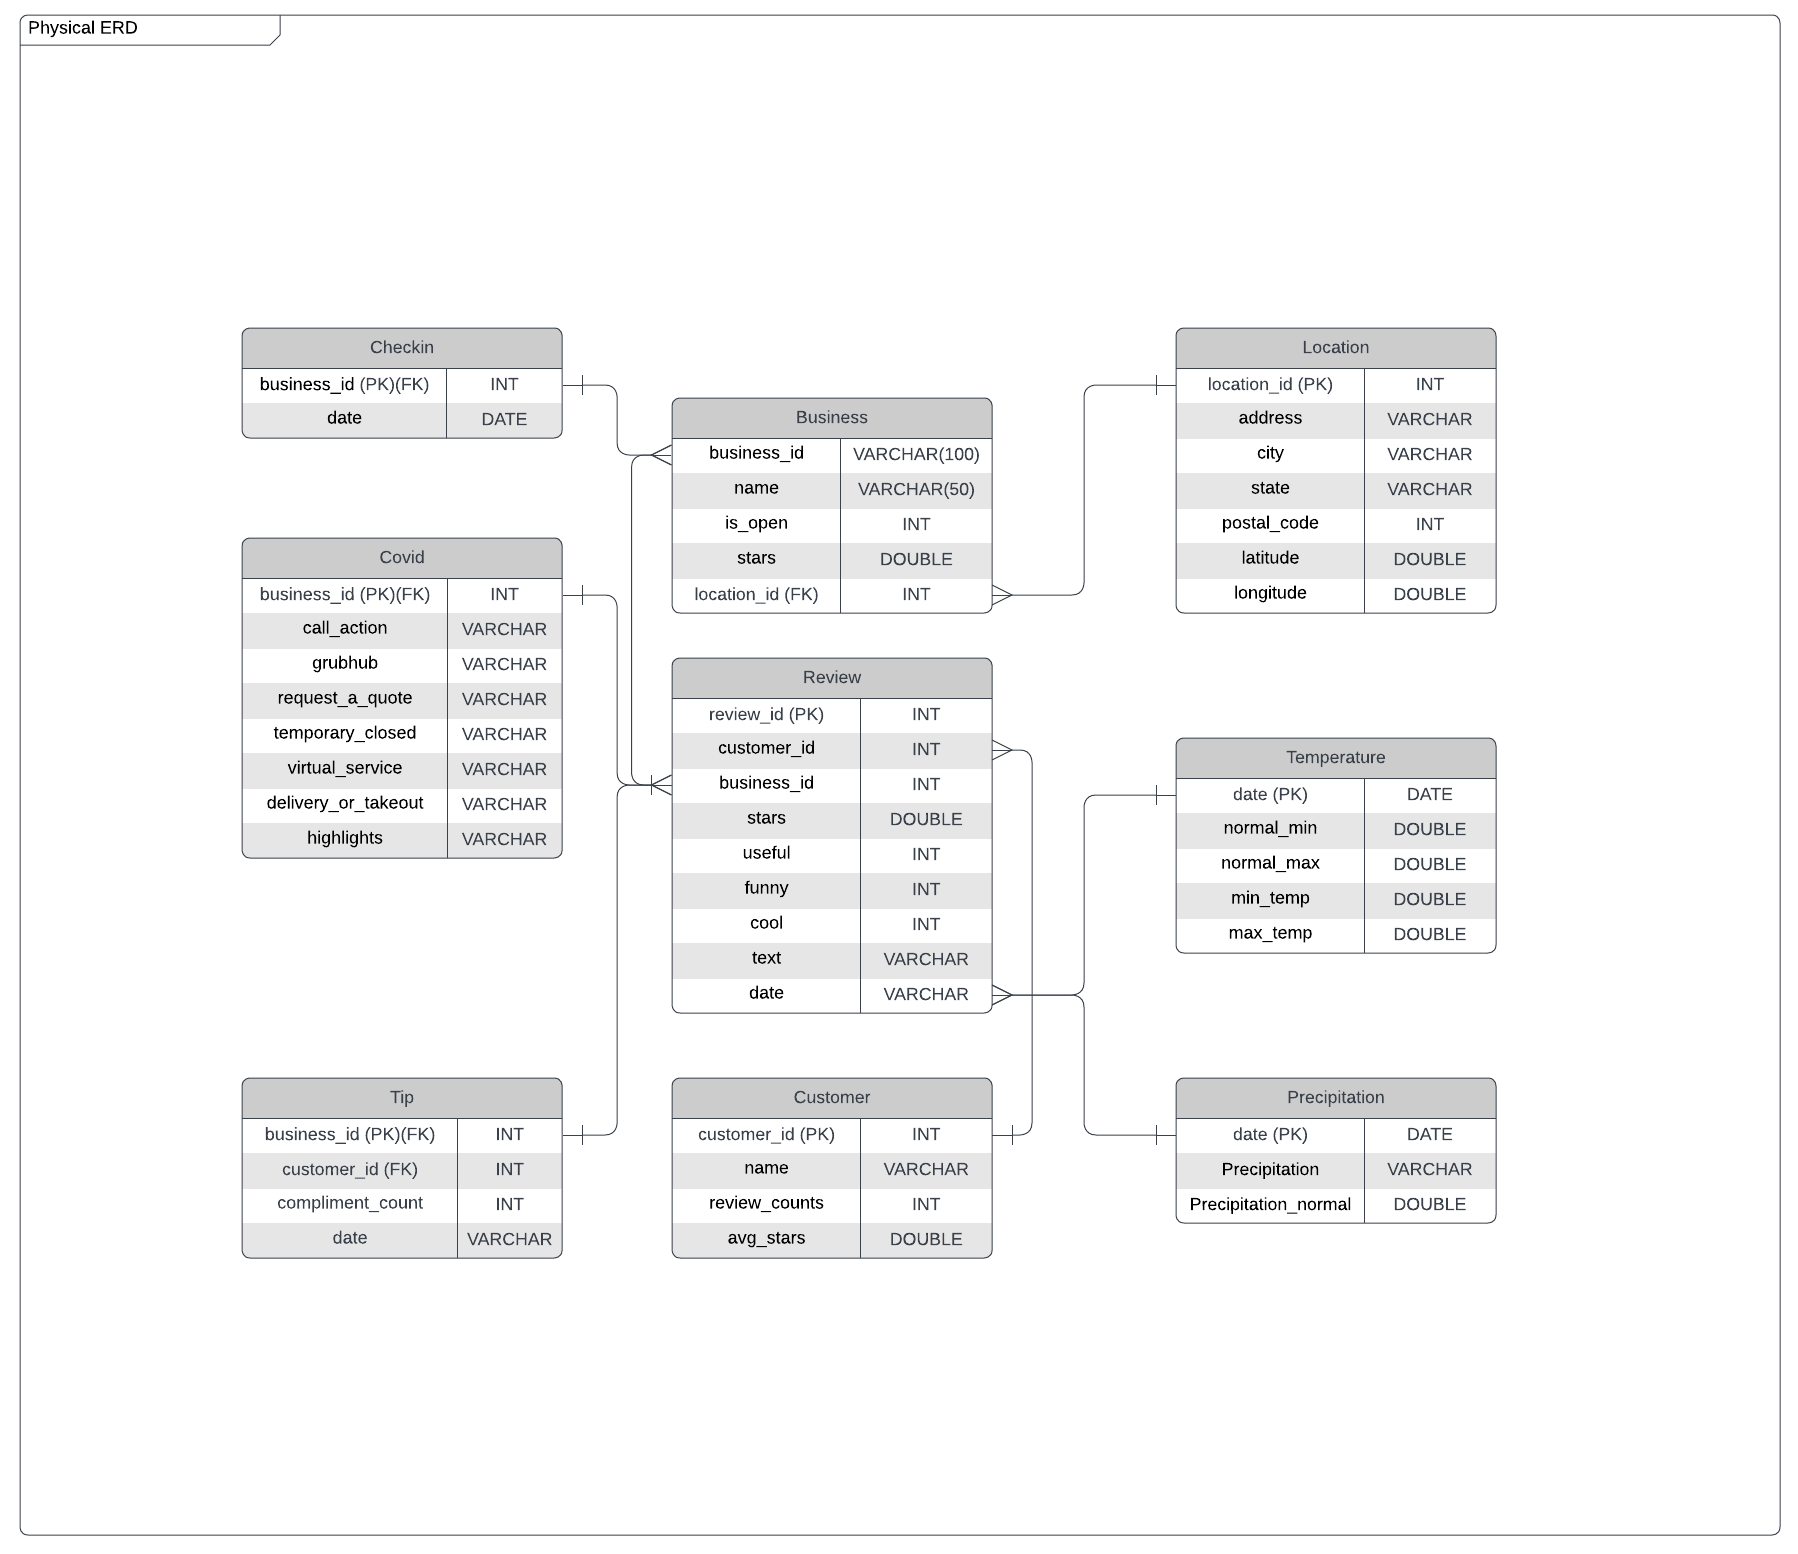 Physical ERD
Checkin
business_id (PK)(FK) INT
date DATE
Business
business_id VARCHAR(100)
name VARCHAR(50)
is_open INT
stars DOUBLE
location_id (FK) INT
Location
location_id (PK) INT
address VARCHAR
city VARCHAR
state VARCHAR
postal_code INT
latitude DOUBLE
longitude DOUBLE
Covid
business_id (PK)(FK) INT
call_action VARCHAR
grubhub VARCHAR
request_a_quote VARCHAR
temporary_closed VARCHAR
virtual_service VARCHAR
delivery_or_takeout VARCHAR
highlights VARCHAR
Review
review_id (PK) INT
customer_id INT
business_id INT
stars DOUBLE
useful INT
funny INT
cool INT
text VARCHAR
date VARCHAR
Temperature
date (PK) DATE
normal_min DOUBLE
normal_max DOUBLE
min_temp DOUBLE
max_temp DOUBLE
Tip
business_id (PK)(FK) INT
customer_id (FK) INT
compliment_count INT
date VARCHAR
Customer
customer_id (PK) INT
name VARCHAR
review_counts INT
avg_stars DOUBLE
Precipitation
date (PK) DATE
Precipitation VARCHAR
Precipitation_normal DOUBLE